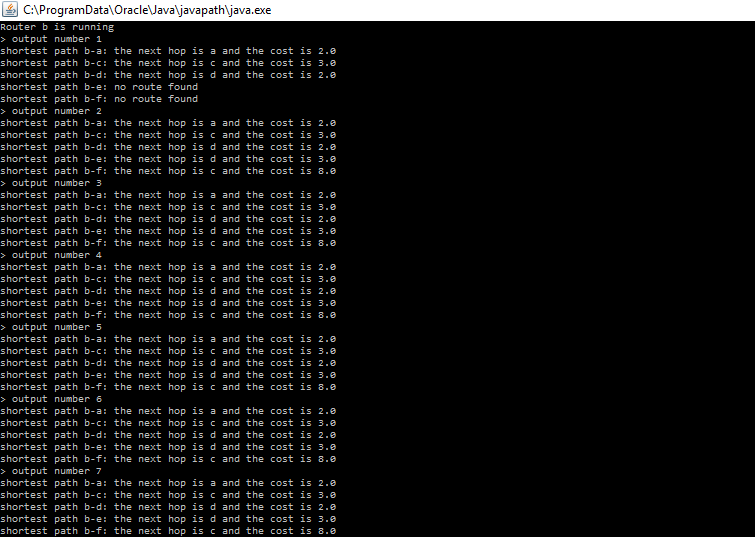 C:\ProgramData\Oracle\Java\javapath\java.exe
Router b is running
> output number 1
shortest path b-a: the next hop is a and the cost is 2.0
shortest path b-c: the next hop is c and the cost is 3.0
shortest path b-d: the next hop is d and the cost is 2.0
shortest path b-e: no route found
shortest path b-f: no route found
> output number 2
shortest path b-a: the next hop is a and the cost is 2.0
shortest path b-c: the next hop is c and the cost is 3.0
shortest path b-d: the next hop is d and the cost is 2.0
shortest path b-e: the next hop is d and the cost is 3.0
shortest path b-f: the next hop is c and the cost is 8.0
> output number 3
shortest path b-a: the next hop is a and the cost is 2.0
shortest path b-c: the next hop is c and the cost is 3.0
shortest path b-d: the next hop is d and the cost is 2.0
shortest path b-e: the next hop is d and the cost is 3.0
shortest path b-f: the next hop is c and the cost is 8.0
> output number 4
shortest path b-a: the next hop is a and the cost is 2.0
shortest path b-c: the next hop is c and the cost is 3.0
shortest path b-d: the next hop is d and the cost is 2.0
shortest path b-e: the next hop is d and the cost is 3.0
shortest path b-f: the next hop is c and the cost is 8.0
> output number 5
shortest path b-a: the next hop is a and the cost is 2.0
shortest path b-c: the next hop is c and the cost is 3.0
shortest path b-d: the next hop is d and the cost is 2.0
shortest path b-e: the next hop is d and the cost is 3.0
shortest path b-f: the next hop is c and the cost is 8.0
> output number 6
shortest path b-a: the next hop is a and the cost is 2.0
shortest path b-c: the next hop is c and the cost is 3.0
shortest path b-d: the next hop is d and the cost is 2.0
shortest path b-e: the next hop is d and the cost is 3.0
shortest path b-f: the next hop is c and the cost is 8.0
> output number 7
shortest path b-a: the next hop is a and the cost is 2.0
shortest path b-c: the next hop is c and the cost is 3.0
shortest path b-d: the next hop is d and the cost is 2.0
shortest path b-e: the next hop is d and the cost is 3.0
shortest path b-f: the next hop is c and the cost is 8.0